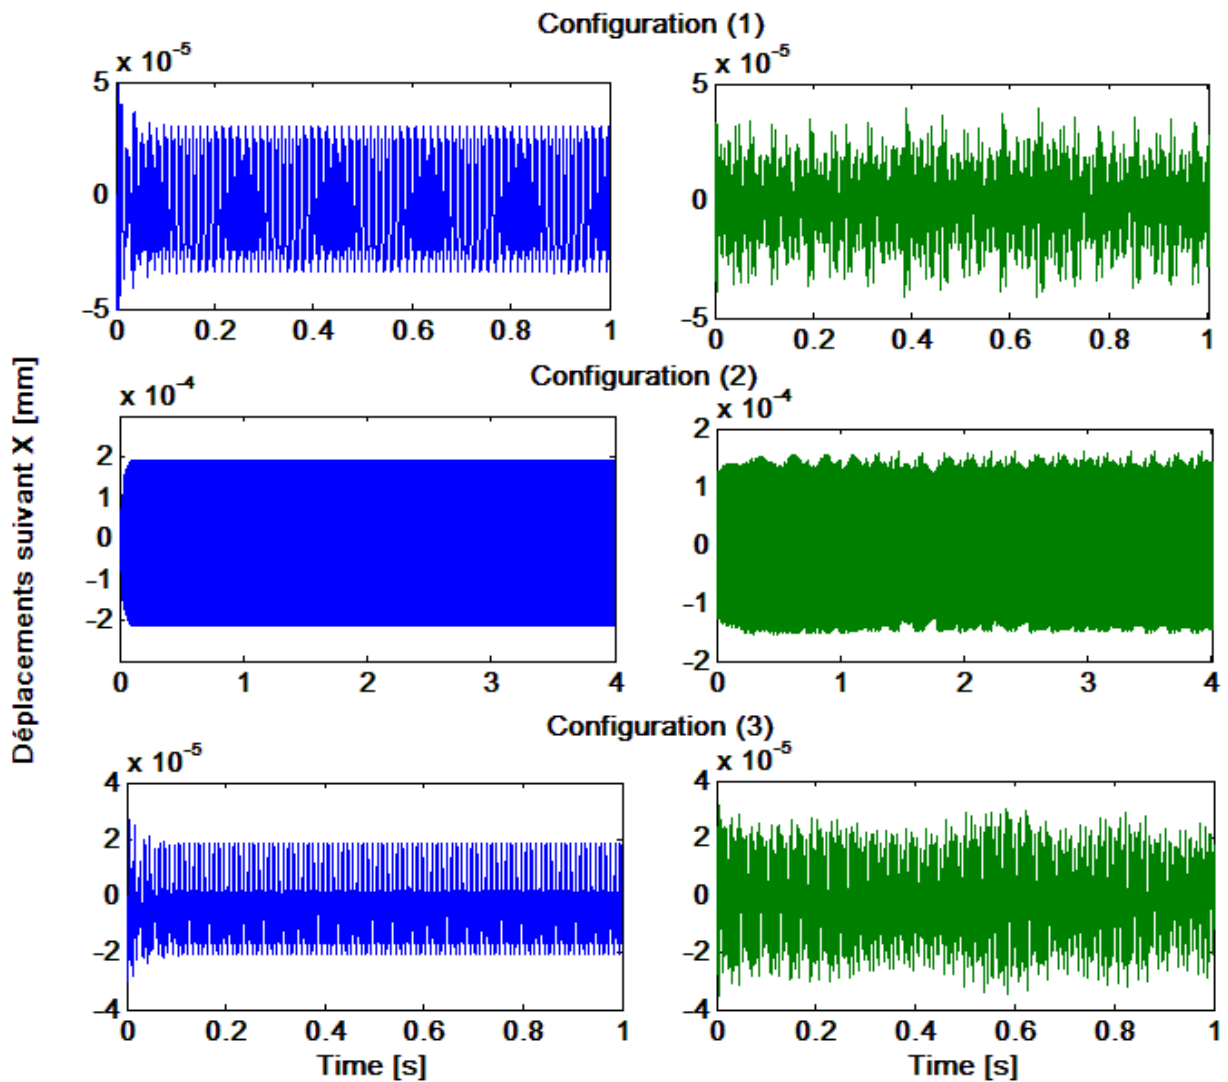 Configuration (1)
x 10⁻⁵ x 10⁻⁵
5 5
0 0
−5 −5
0 0.2 0.4 0.6 0.8 1 0 0.2 0.4 0.6 0.8 1
Déplacements suivant X [mm]
Configuration (2)
x 10⁻⁴ x 10⁻⁴
2 2
1 1
0 0
−1 −1
−2 −2
0 1 2 3 4 0 1 2 3 4
Configuration (3)
x 10⁻⁵ x 10⁻⁵
4 4
2 2
0 0
−2 −2
−4 −4
0 0.2 0.4 0.6 0.8 1 0 0.2 0.4 0.6 0.8 1
Time [s] Time [s]